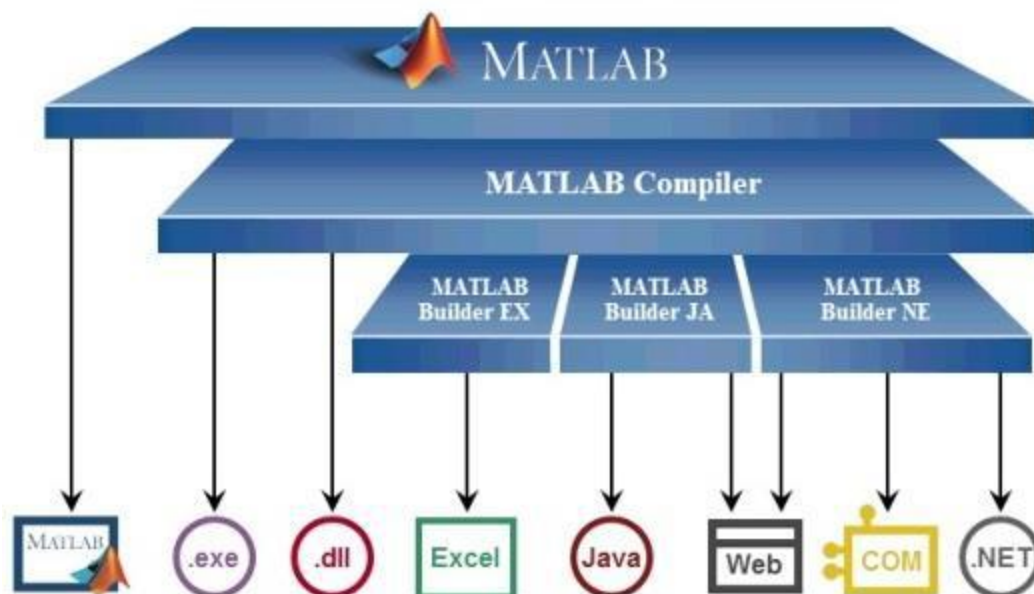 MATLAB
MATLAB Compiler
MATLAB
Builder EX
MATLAB
Builder JA
MATLAB
Builder NE
MATLAB
.exe
.dll
Excel
Java
Web
COM
.NET